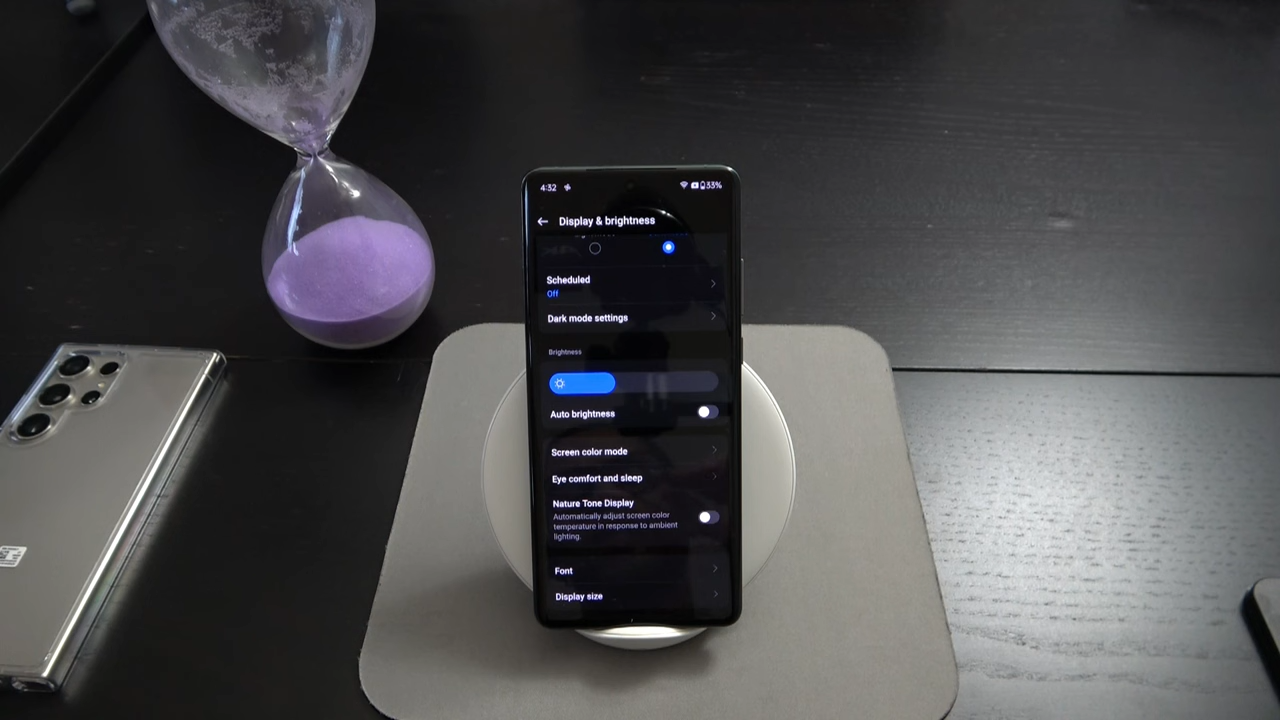 4:32
33%
Display & brightness
Scheduled
Off
Dark mode settings
Brightness
Auto brightness
Screen color mode
Eye comfort and sleep
Nature Tone Display
Automatically adjust screen color
temperature in response to ambient
lighting.
Font
Display size